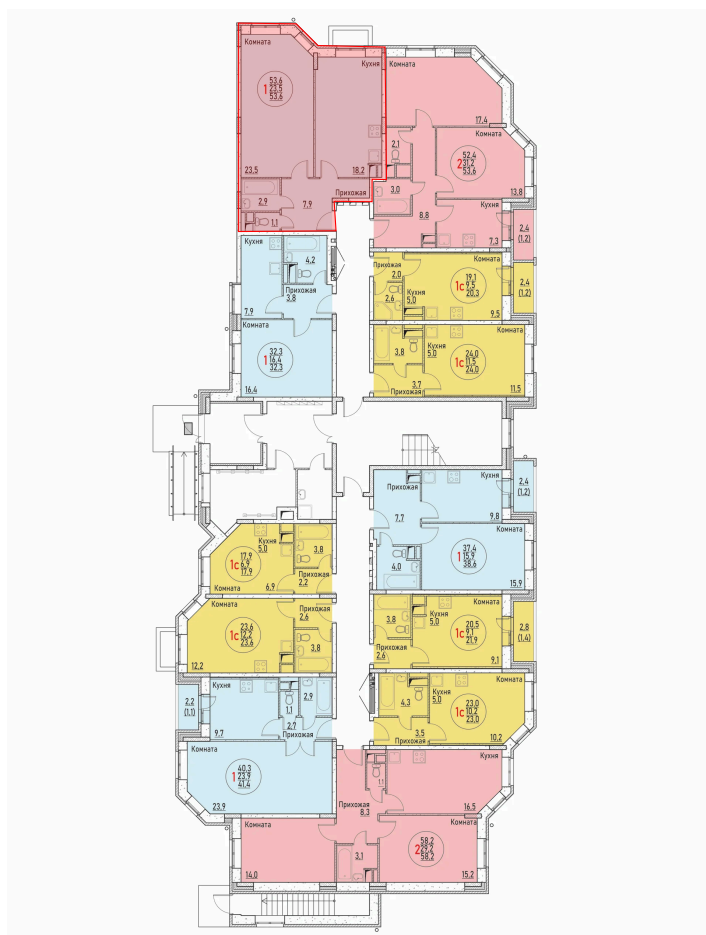 Комната
Кухня
1
53,6
23,5
53,6
23,5
18,2
2,9
7,9
Прихожая
1,1
Комната
17,4
2,1
Комната
2
52,4
31,2
53,6
13,8
3,0
8,8
Кухня
7,3
2,4
(1,2)
Кухня
4,2
Прихожая
3,8
7,9
Комната
1
32,3
16,4
32,3
16,4
Прихожая
2,0
2,6
Кухня
5,0
Комната
1с
19,1
9,5
20,3
9,5
2,4
(1,2)
3,8
Кухня
5,0
Комната
1с
24,0
11,5
24,0
3,7
Прихожая
11,5
Прихожая
Кухня
7,7
9,8
2,4
(1,2)
Комната
1
37,4
15,9
38,6
4,0
15,9
Кухня
5,0
3,8
1с
17,9
6,9
17,9
Прихожая
2,2
6,9
Комната
Комната
Прихожая
2,6
1с
23,6
12,2
23,6
3,8
12,2
3,8
Кухня
5,0
Комната
1с
20,5
9,1
21,9
Прихожая
2,6
9,1
2,8
(1,4)
4,3
Кухня
5,0
Комната
1с
23,0
10,2
23,0
3,5
Прихожая
10,2
2,2
(1,1)
Кухня
2,9
1,1
2,7
Прихожая
9,7
Комната
1
40,3
23,9
41,4
23,9
1,1
Кухня
Прихожая
8,3
16,5
Комната
14,0
3,1
Комната
2
58,2
29,2
58,2
15,2